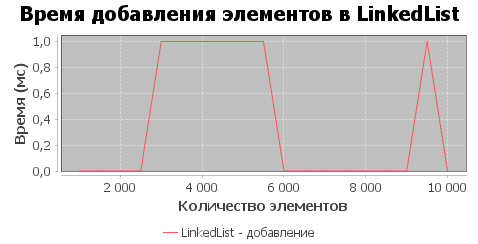 Время добавления элементов в LinkedList
Время (мс)
1,0
0,8
0,6
0,4
0,2
0,0
2 000 4 000 6 000 8 000 10 000
Количество элементов
LinkedList - добавление